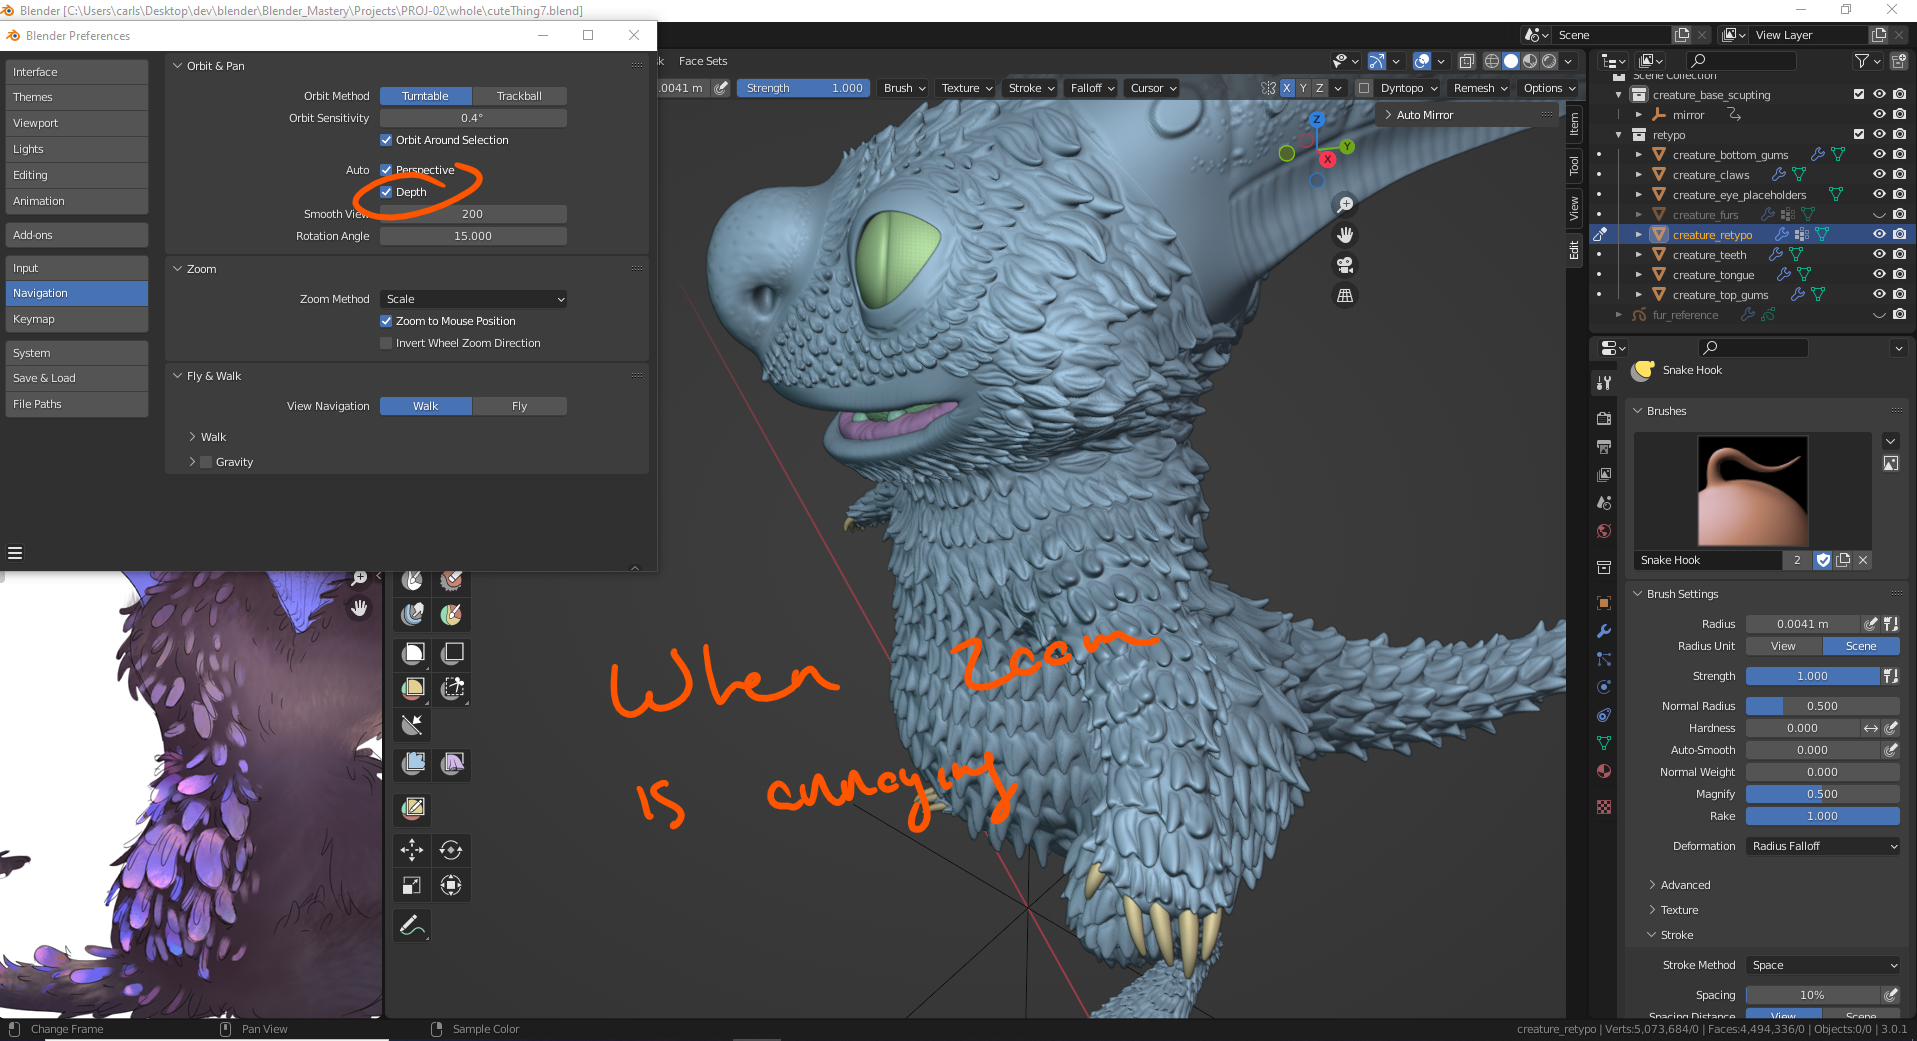 Blender [C:\Users\carls\Desktop\dev\blender\Blender_Mastery\Projects\PROJ-02\whole\cuteThing7.blend]
Blender Preferences
Scene
View Layer
Interface
Themes
Viewport
Lights
Editing
Animation
Add-ons
Input
Navigation
Keymap
System
Save & Load
File Paths
Orbit & Pan
Orbit Method Turntable Trackball
Orbit Sensitivity 0.4°
Orbit Around Selection
Auto Perspective
Depth
Smooth View 200
Rotation Angle 15.000
Zoom
Zoom Method Scale
Zoom to Mouse Position
Invert Wheel Zoom Direction
Fly & Walk
View Navigation Walk Fly
Walk
Gravity
Face Sets
.0041 m Strength 1.000 Brush Texture Stroke Falloff Cursor X Y Z Dyntopo Remesh Options
Auto Mirror
Z
Y
X
Item
Tool
View
Edit
When Zoom
is annoying
Scene Collection
creature_base_scupting
mirror
retypo
creature_bottom_gums
creature_claws
creature_eye_placeholders
creature_furs
creature_retypo
creature_teeth
creature_tongue
creature_top_gums
fur_reference
Snake Hook
Brushes
Snake Hook 2
Brush Settings
Radius 0.0041 m
Radius Unit View Scene
Strength 1.000
Normal Radius 0.500
Hardness 0.000
Auto-Smooth 0.000
Normal Weight 0.000
Magnify 0.500
Rake 1.000
Deformation Radius Falloff
Advanced
Texture
Stroke
Stroke Method Space
Spacing 10%
Spacing Distance View Scene
Change Frame Pan View Sample Color
creature_retypo | Verts:5,073,684/0 | Faces:4,494,336/0 | Objects:0/0 | 3.0.1